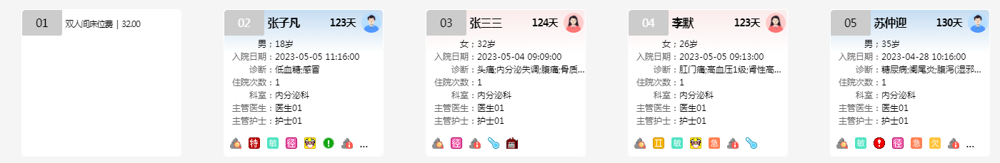 01 双人间床位费 | 32.00
02 张子凡 123天
男；18岁
入院日期：2023-05-05 11:16:00
诊断：低血糖;感冒
住院次数：1
科室：内分泌科
主管医生：医生01
主管护士：护士01
特 敏 径 ...
03 张三三 124天
女；32岁
入院日期：2023-05-04 09:09:00
诊断：头痛;内分泌失调;腹痛;骨质...
住院次数：1
科室：内分泌科
主管医生：医生01
主管护士：护士01
径
04 李默 123天
女；26岁
入院日期：2023-05-05 09:13:00
诊断：肛门痛;高血压1级;肾性高...
住院次数：1
科室：内分泌科
主管医生：医生01
主管护士：护士01
II 敏 急
05 苏仲迎 130天
男；35岁
入院日期：2023-04-28 10:16:00
诊断：糖尿病;阑尾炎;腹泻(湿邪...
住院次数：1
科室：内分泌科
主管医生：医生01
主管护士：护士01
敏 径 急 欠 ...